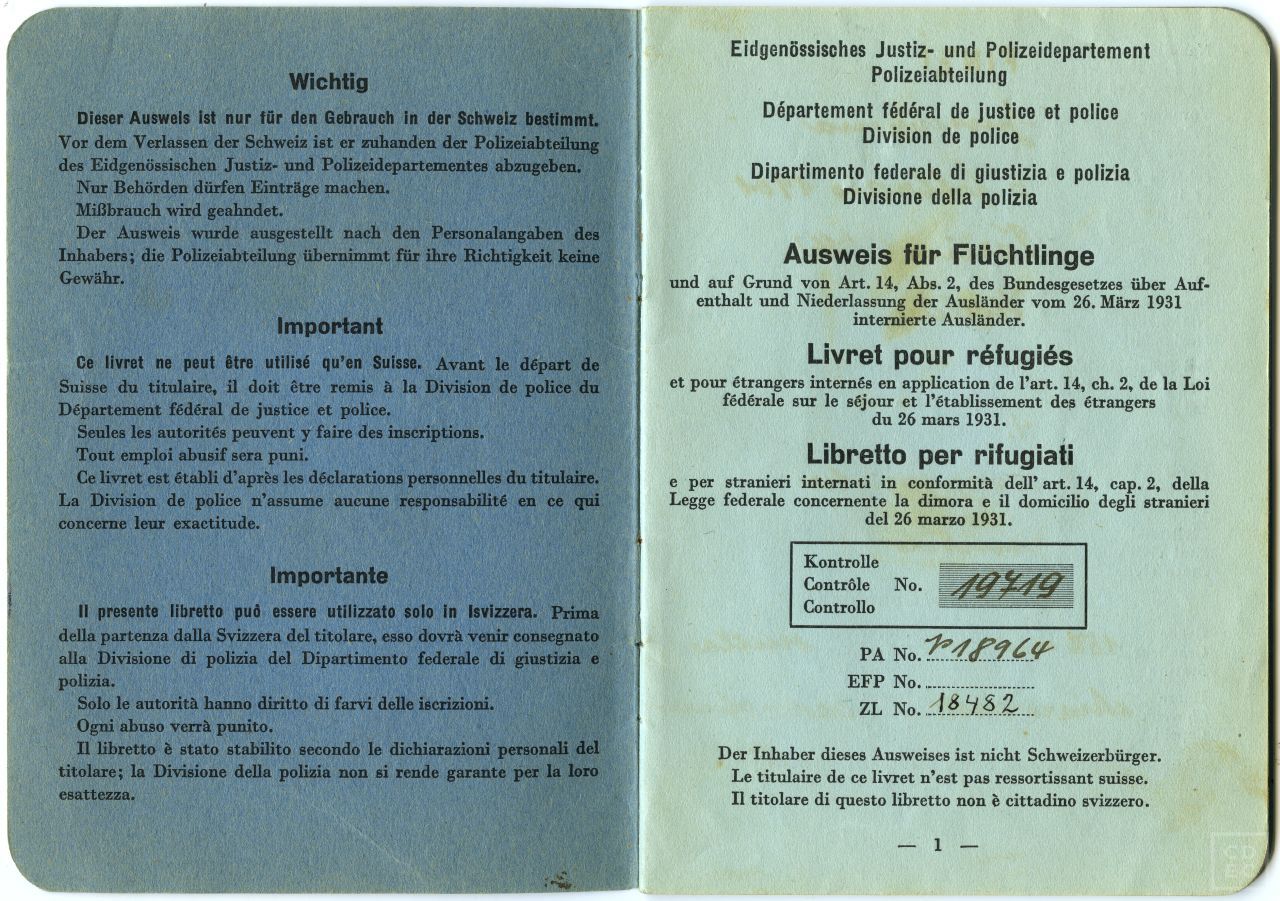 Wichtig
Dieser Ausweis ist nur für den Gebrauch in der Schweiz bestimmt.
Vor dem Verlassen der Schweiz ist er zuhanden der Polizeiabteilung
des Eidgenössischen Justiz- und Polizeidepartementes abzugeben.
Nur Behörden dürfen Einträge machen.
Mißbrauch wird geahndet.
Der Ausweis wurde ausgestellt nach den Personalangaben des
Inhabers; die Polizeiabteilung übernimmt für ihre Richtigkeit keine
Gewähr.
Important
Ce livret ne peut être utilisé qu'en Suisse. Avant le départ de
Suisse du titulaire, il doit être remis à la Division de police du
Département fédéral de justice et police.
Seules les autorités peuvent y faire des inscriptions.
Tout emploi abusif sera puni.
Ce livret est établi d'après les déclarations personnelles du titulaire.
La Division de police n'assume aucune responsabilité en ce qui
concerne leur exactitude.
Importante
Il presente libretto può essere utilizzato solo in Isvizzera. Prima
della partenza dalla Svizzera del titolare, esso dovrà venir consegnato
alla Divisione di polizia del Dipartimento federale di giustizia e
polizia.
Solo le autorità hanno diritto di farvi delle iscrizioni.
Ogni abuso verrà punito.
Il libretto è stato stabilito secondo le dichiarazioni personali del
titolare; la Divisione della polizia non si rende garante per la loro
esattezza.
Eidgenössisches Justiz- und Polizeidepartement
Polizeiabteilung
Département fédéral de justice et police
Division de police
Dipartimento federale di giustizia e polizia
Divisione della polizia
Ausweis für Flüchtlinge
und auf Grund von Art. 14, Abs. 2, des Bundesgesetzes über Auf-
enthalt und Niederlassung der Ausländer vom 26. März 1931
internierte Ausländer.
Livret pour réfugiés
et pour étrangers internés en application de l'art. 14, ch. 2, de la Loi
fédérale sur le séjour et l'établissement des étrangers
du 26 mars 1931.
Libretto per rifugiati
e per stranieri internati in conformità dell' art. 14, cap. 2, della
Legge federale concernente la dimora e il domicilio degli stranieri
del 26 marzo 1931.
Kontrolle
Contrôle No. 19719
Controllo
PA No. 18964
EFP No.
ZL No. 18482
Der Inhaber dieses Ausweises ist nicht Schweizerbürger.
Le titulaire de ce livret n'est pas ressortissant suisse.
Il titolare di questo libretto non è cittadino svizzero.
— 1 —
CD
EC